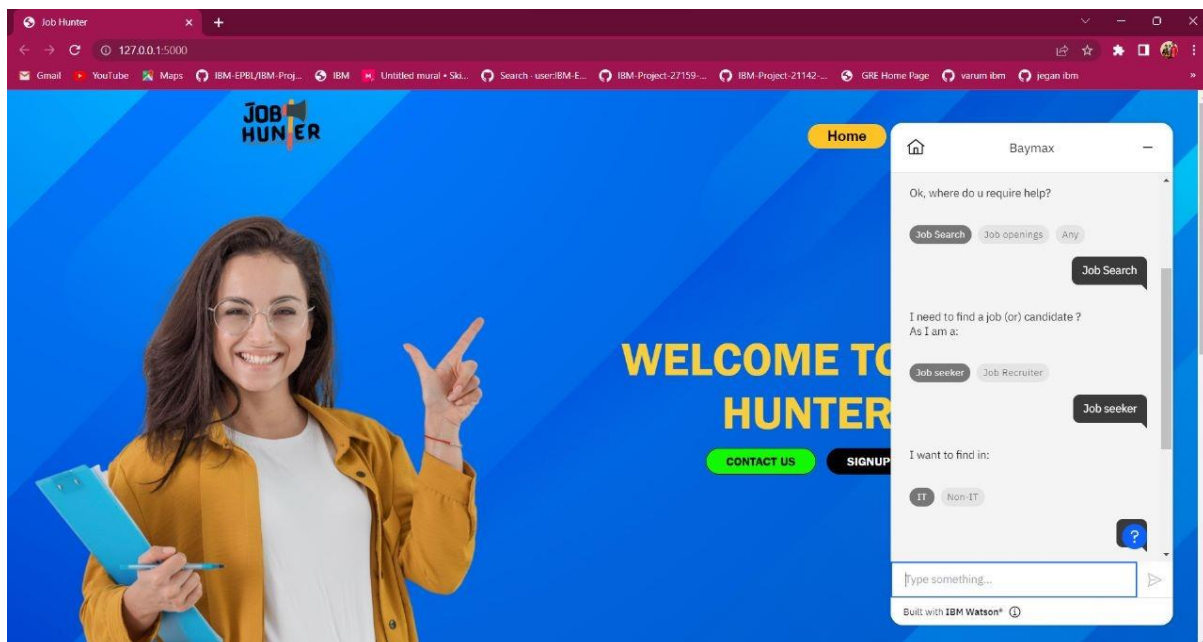 Job Hunter
127.0.0.1:5000
Gmail YouTube Maps IBM-EPBL/IBM-Proj... IBM Untitled mural • Ski... Search · user:IBM-E... IBM-Project-27159-... IBM-Project-21142-... GRE Home Page varum ibm jegan ibm »
JOB
HUNTER
Home
Baymax
Ok, where do u require help?
Job Search Job openings Any
Job Search
I need to find a job (or) candidate ?
As I am a:
Job seeker Job Recruiter
Job seeker
WELCOME TO
HUNTER
CONTACT US SIGNUP
I want to find in:
IT Non-IT
?
Type something...
Built with IBM Watson®